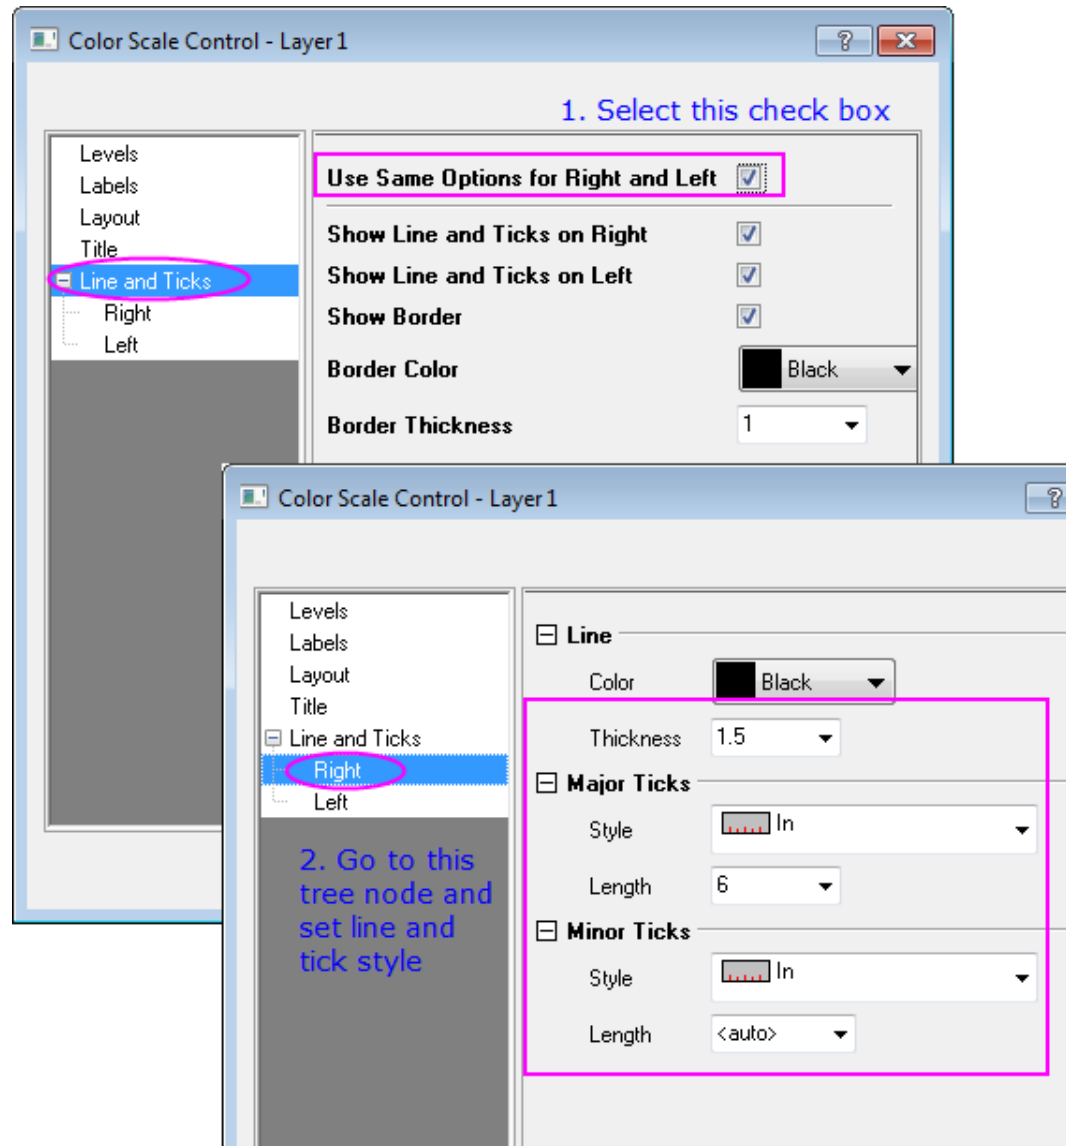 Color Scale Control - Layer 1
1. Select this check box
Levels
Labels
Layout
Title
Line and Ticks
Right
Left
Use Same Options for Right and Left
Show Line and Ticks on Right
Show Line and Ticks on Left
Show Border
Border Color Black
Border Thickness 1
Color Scale Control - Layer 1
Levels
Labels
Layout
Title
Line and Ticks
Right
Left
2. Go to this
tree node and
set line and
tick style
Line
Color Black
Thickness 1.5
Major Ticks
Style In
Length 6
Minor Ticks
Style In
Length <auto>